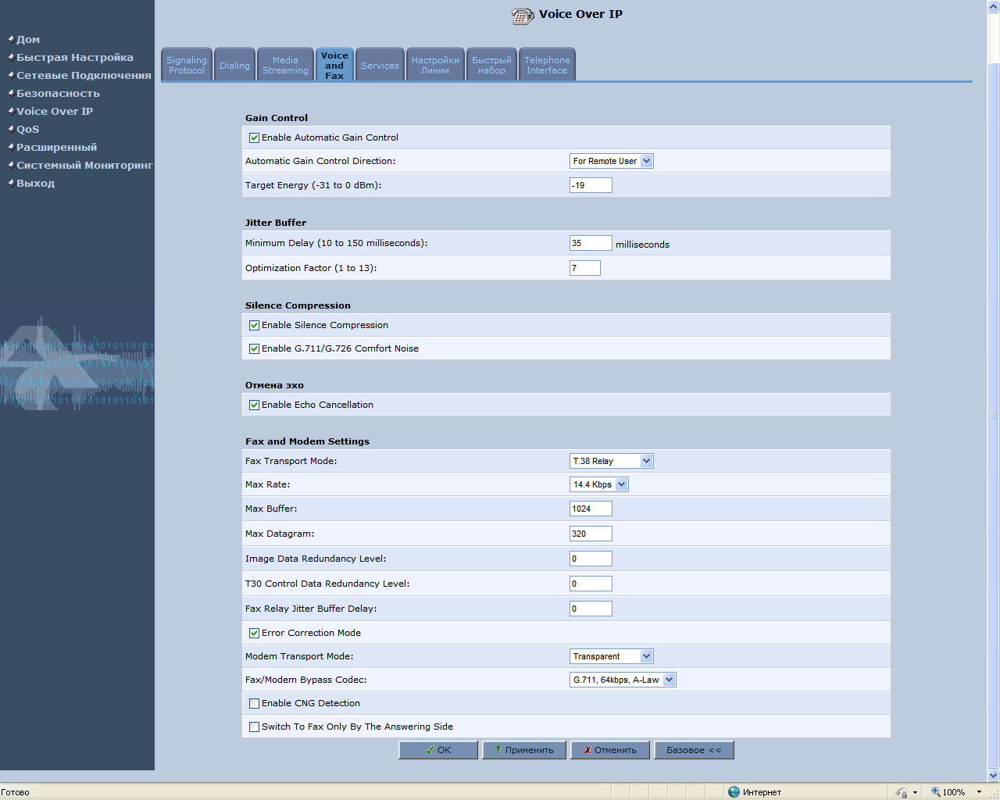 Voice Over IP
Дом
Быстрая Настройка
Сетевые Подключения
Безопасность
Voice Over IP
QoS
Расширенный
Системный Мониторинг
Выход
Signaling Protocol
Dialing
Media Streaming
Voice and Fax
Services
Настройки Линии
Быстрый набор
Telephone Interface
Gain Control
Enable Automatic Gain Control
Automatic Gain Control Direction: For Remote User
Target Energy (-31 to 0 dBm): -19
Jitter Buffer
Minimum Delay (10 to 150 milliseconds): 35 milliseconds
Optimization Factor (1 to 13): 7
Silence Compression
Enable Silence Compression
Enable G.711/G.726 Comfort Noise
Отмена эхо
Enable Echo Cancellation
Fax and Modem Settings
Fax Transport Mode: T.38 Relay
Max Rate: 14.4 Kbps
Max Buffer: 1024
Max Datagram: 320
Image Data Redundancy Level: 0
T30 Control Data Redundancy Level: 0
Fax Relay Jitter Buffer Delay: 0
Error Correction Mode
Modem Transport Mode: Transparent
Fax/Modem Bypass Codec: G.711, 64kbps, A-Law
Enable CNG Detection
Switch To Fax Only By The Answering Side
OK Применить Отменить Базовое <<
Готово Интернет 100%